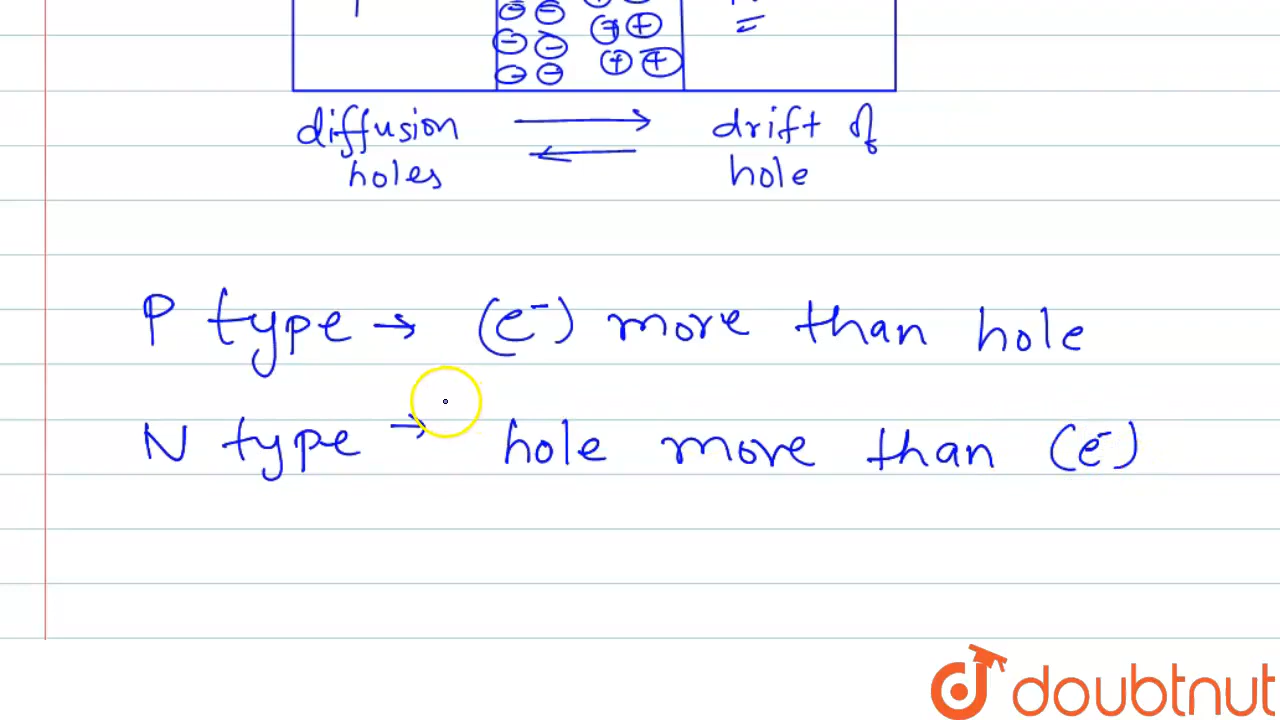 ⊖ ⊖
⊖ ⊖ ⊕ ⊕
⊖ ⊖ ⊕ ⊕
diffusion → drift of
holes ← hole
P type → (e⁻) more than hole
N type → hole more than (e⁻)
doubtnut